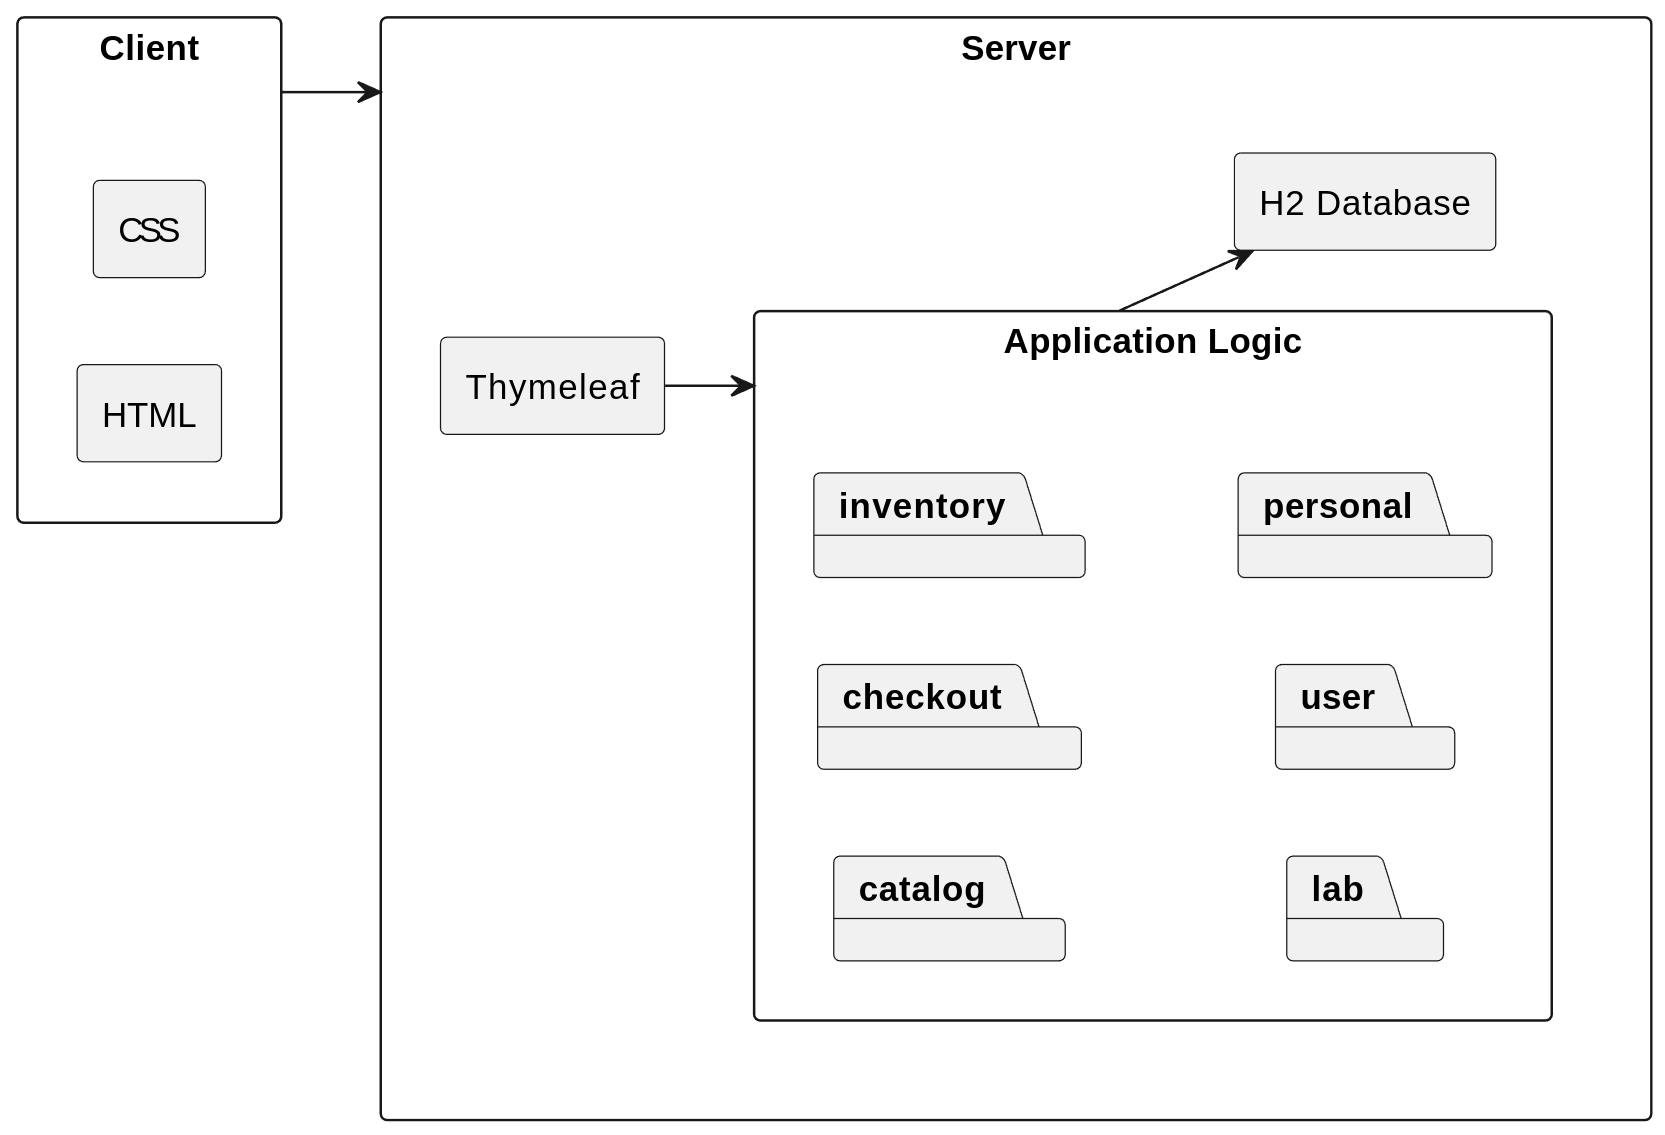 Client
CSS
HTML
Server
H2 Database
Thymeleaf
Application Logic
inventory
personal
checkout
user
catalog
lab